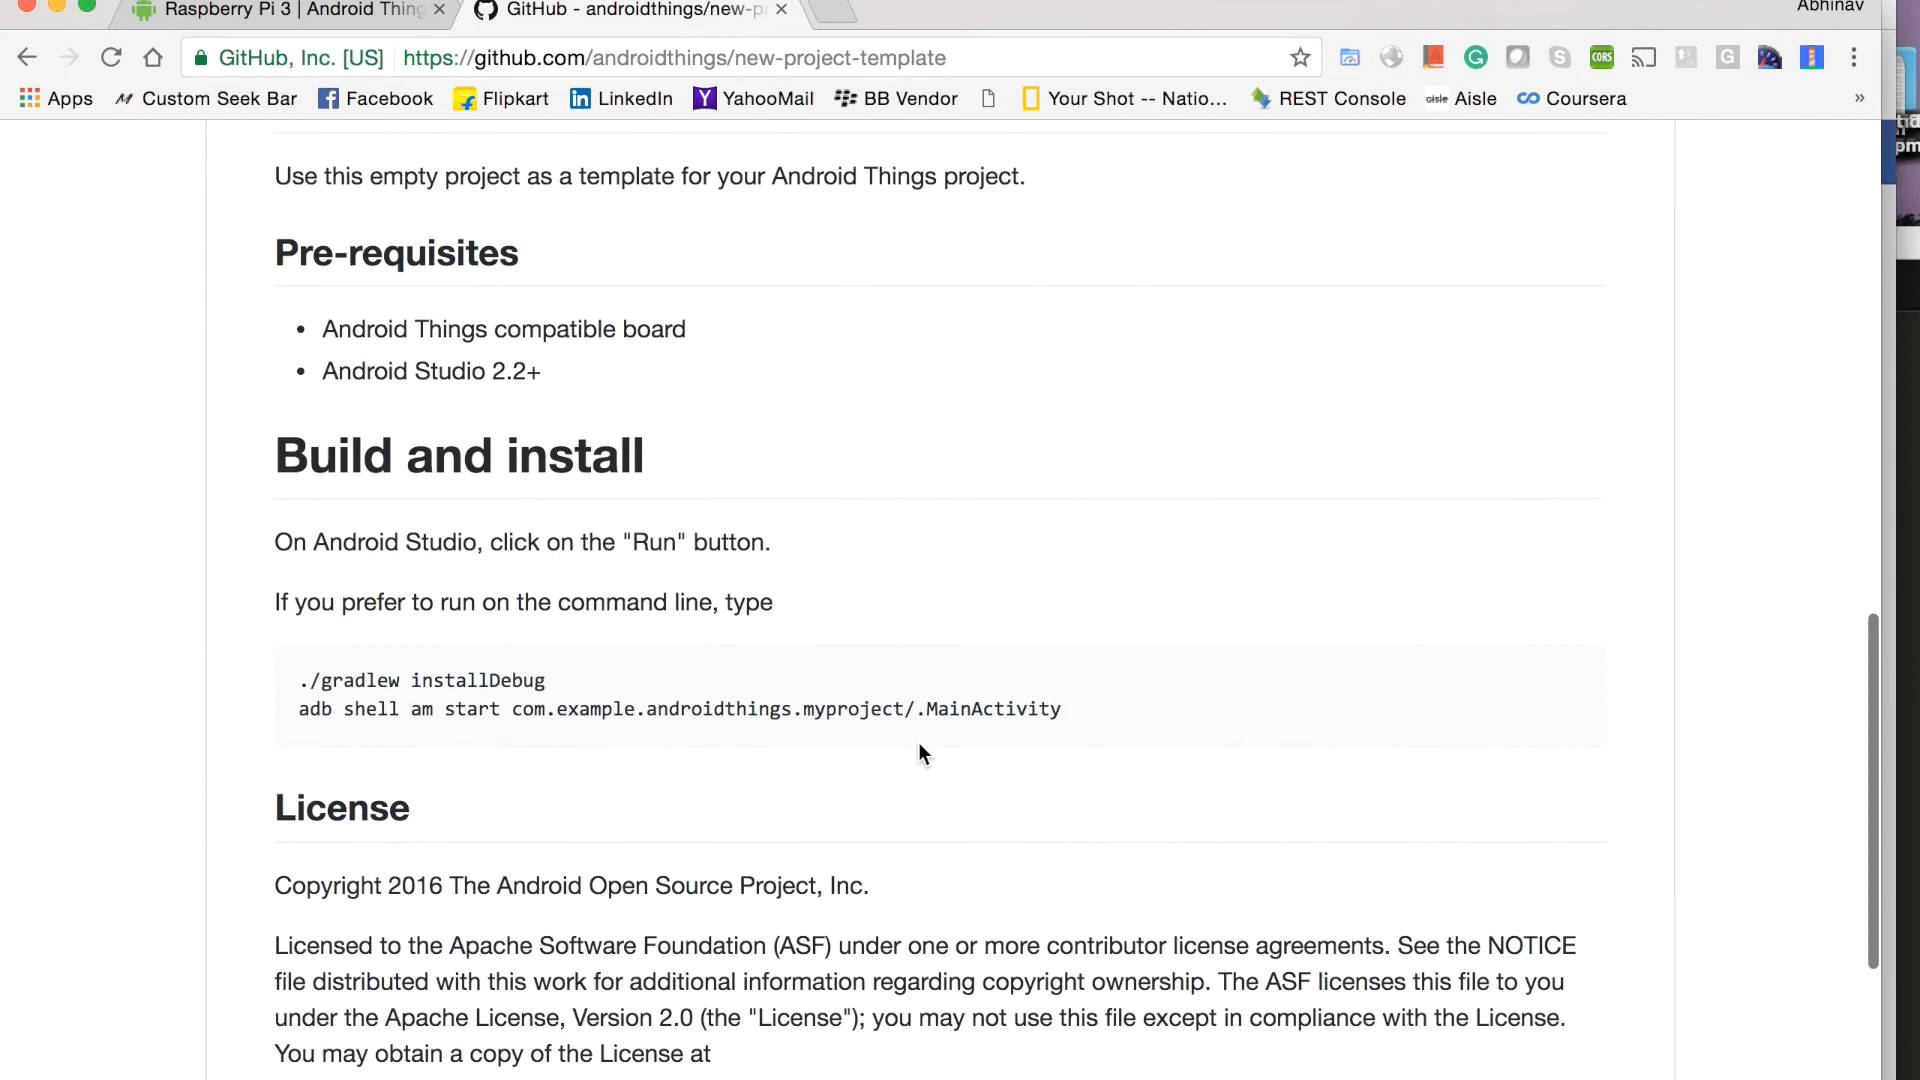 Raspberry Pi 3 | Android Thing
GitHub - androidthings/new-p
Abhinav
GitHub, Inc. [US] https://github.com/androidthings/new-project-template
Apps Custom Seek Bar Facebook Flipkart LinkedIn YahooMail BB Vendor Your Shot -- Natio... REST Console aisle Aisle Coursera »
Use this empty project as a template for your Android Things project.
Pre-requisites
• Android Things compatible board
• Android Studio 2.2+
Build and install
On Android Studio, click on the "Run" button.
If you prefer to run on the command line, type
./gradlew installDebug
adb shell am start com.example.androidthings.myproject/.MainActivity
License
Copyright 2016 The Android Open Source Project, Inc.
Licensed to the Apache Software Foundation (ASF) under one or more contributor license agreements. See the NOTICE
file distributed with this work for additional information regarding copyright ownership. The ASF licenses this file to you
under the Apache License, Version 2.0 (the "License"); you may not use this file except in compliance with the License.
You may obtain a copy of the License at